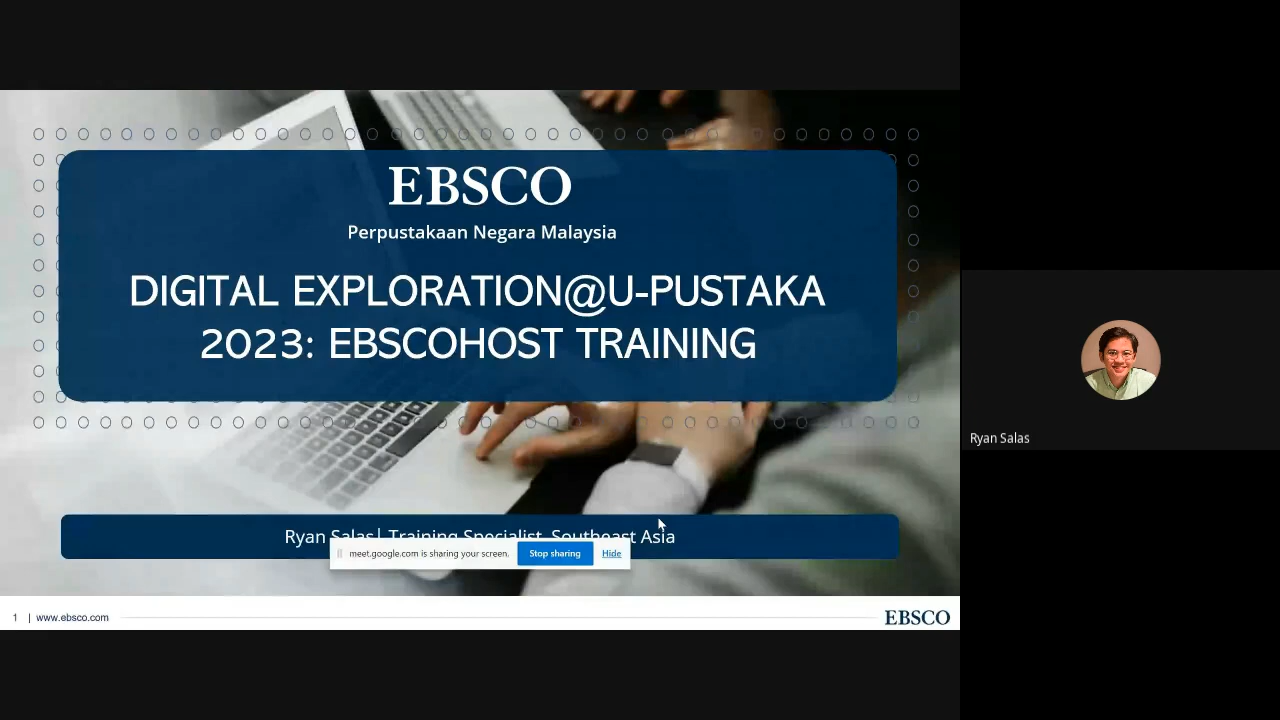 EBSCO
Perpustakaan Negara Malaysia
DIGITAL EXPLORATION@U-PUSTAKA
2023: EBSCOHOST TRAINING
Ryan Salas| Training Specialist, Southeast Asia
meet.google.com is sharing your screen.
Stop sharing
Hide
1 | www.ebsco.com
EBSCO
Ryan Salas